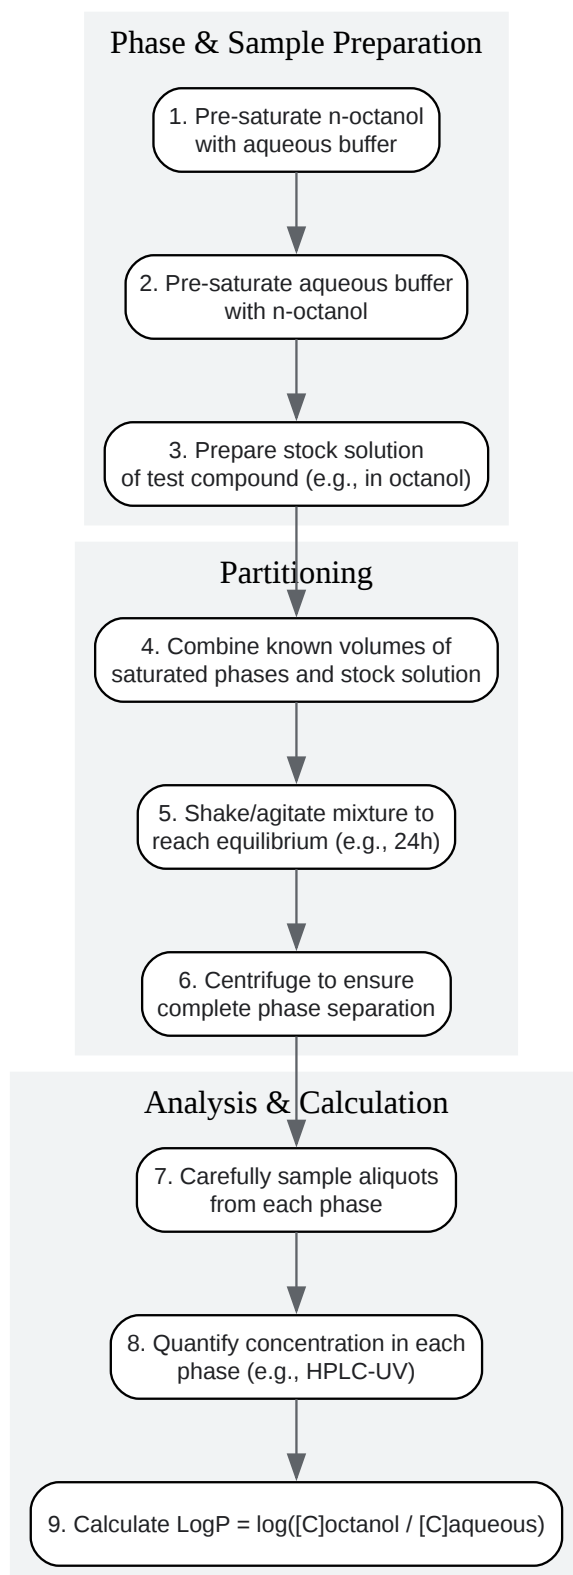 Phase & Sample Preparation
1. Pre-saturate n-octanol
with aqueous buffer
2. Pre-saturate aqueous buffer
with n-octanol
3. Prepare stock solution
of test compound (e.g., in octanol)
Partitioning
4. Combine known volumes of
saturated phases and stock solution
5. Shake/agitate mixture to
reach equilibrium (e.g., 24h)
6. Centrifuge to ensure
complete phase separation
Analysis & Calculation
7. Carefully sample aliquots
from each phase
8. Quantify concentration in each
phase (e.g., HPLC-UV)
9. Calculate LogP = log([C]octanol / [C]aqueous)